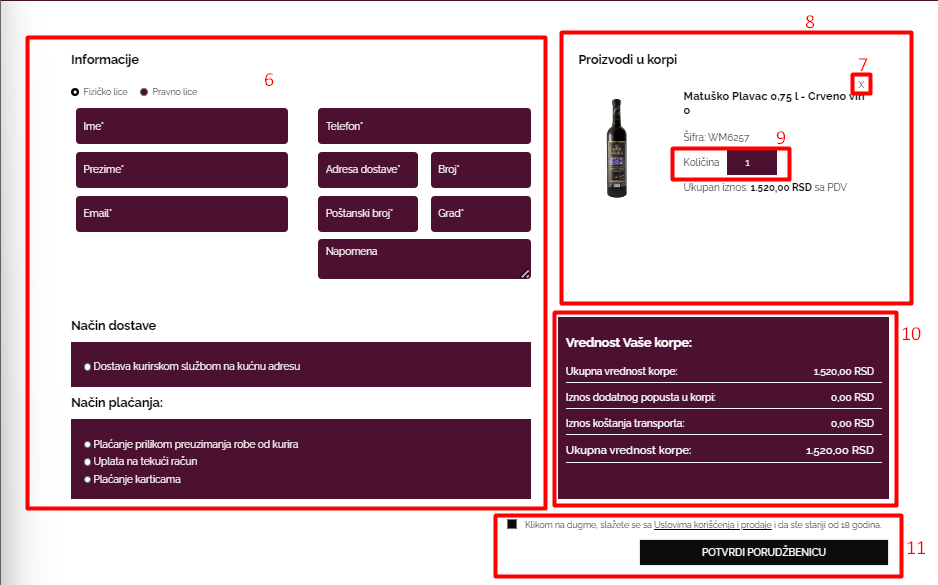 8
Informacije
6
Fizičko lice
Pravno lice
Ime*
Telefon*
Prezime*
Adresa dostave*
Broj*
Email*
Poštanski broj*
Grad*
Napomena
Način dostave
Dostava kurirskom službom na kućnu adresu
Način plaćanja:
Plaćanje prilikom preuzimanja robe od kurira
Uplata na tekući račun
Plaćanje karticama
Proizvodi u korpi
7
X
Matuško Plavac 0,75 l - Crveno vin
o
Šifra: WM6257
9
Količina 1
Ukupan iznos: 1.520,00 RSD sa PDV
10
Vrednost Vaše korpe:
Ukupna vrednost korpe: 1.520,00 RSD
Iznos dodatnog popusta u korpi: 0,00 RSD
Iznos koštanja transporta: 0,00 RSD
Ukupna vrednost korpe: 1.520,00 RSD
Klikom na dugme, slažete se sa Uslovima korišćenja i prodaje i da ste stariji od 18 godina.
11
POTVRDI PORUDŽBENICU